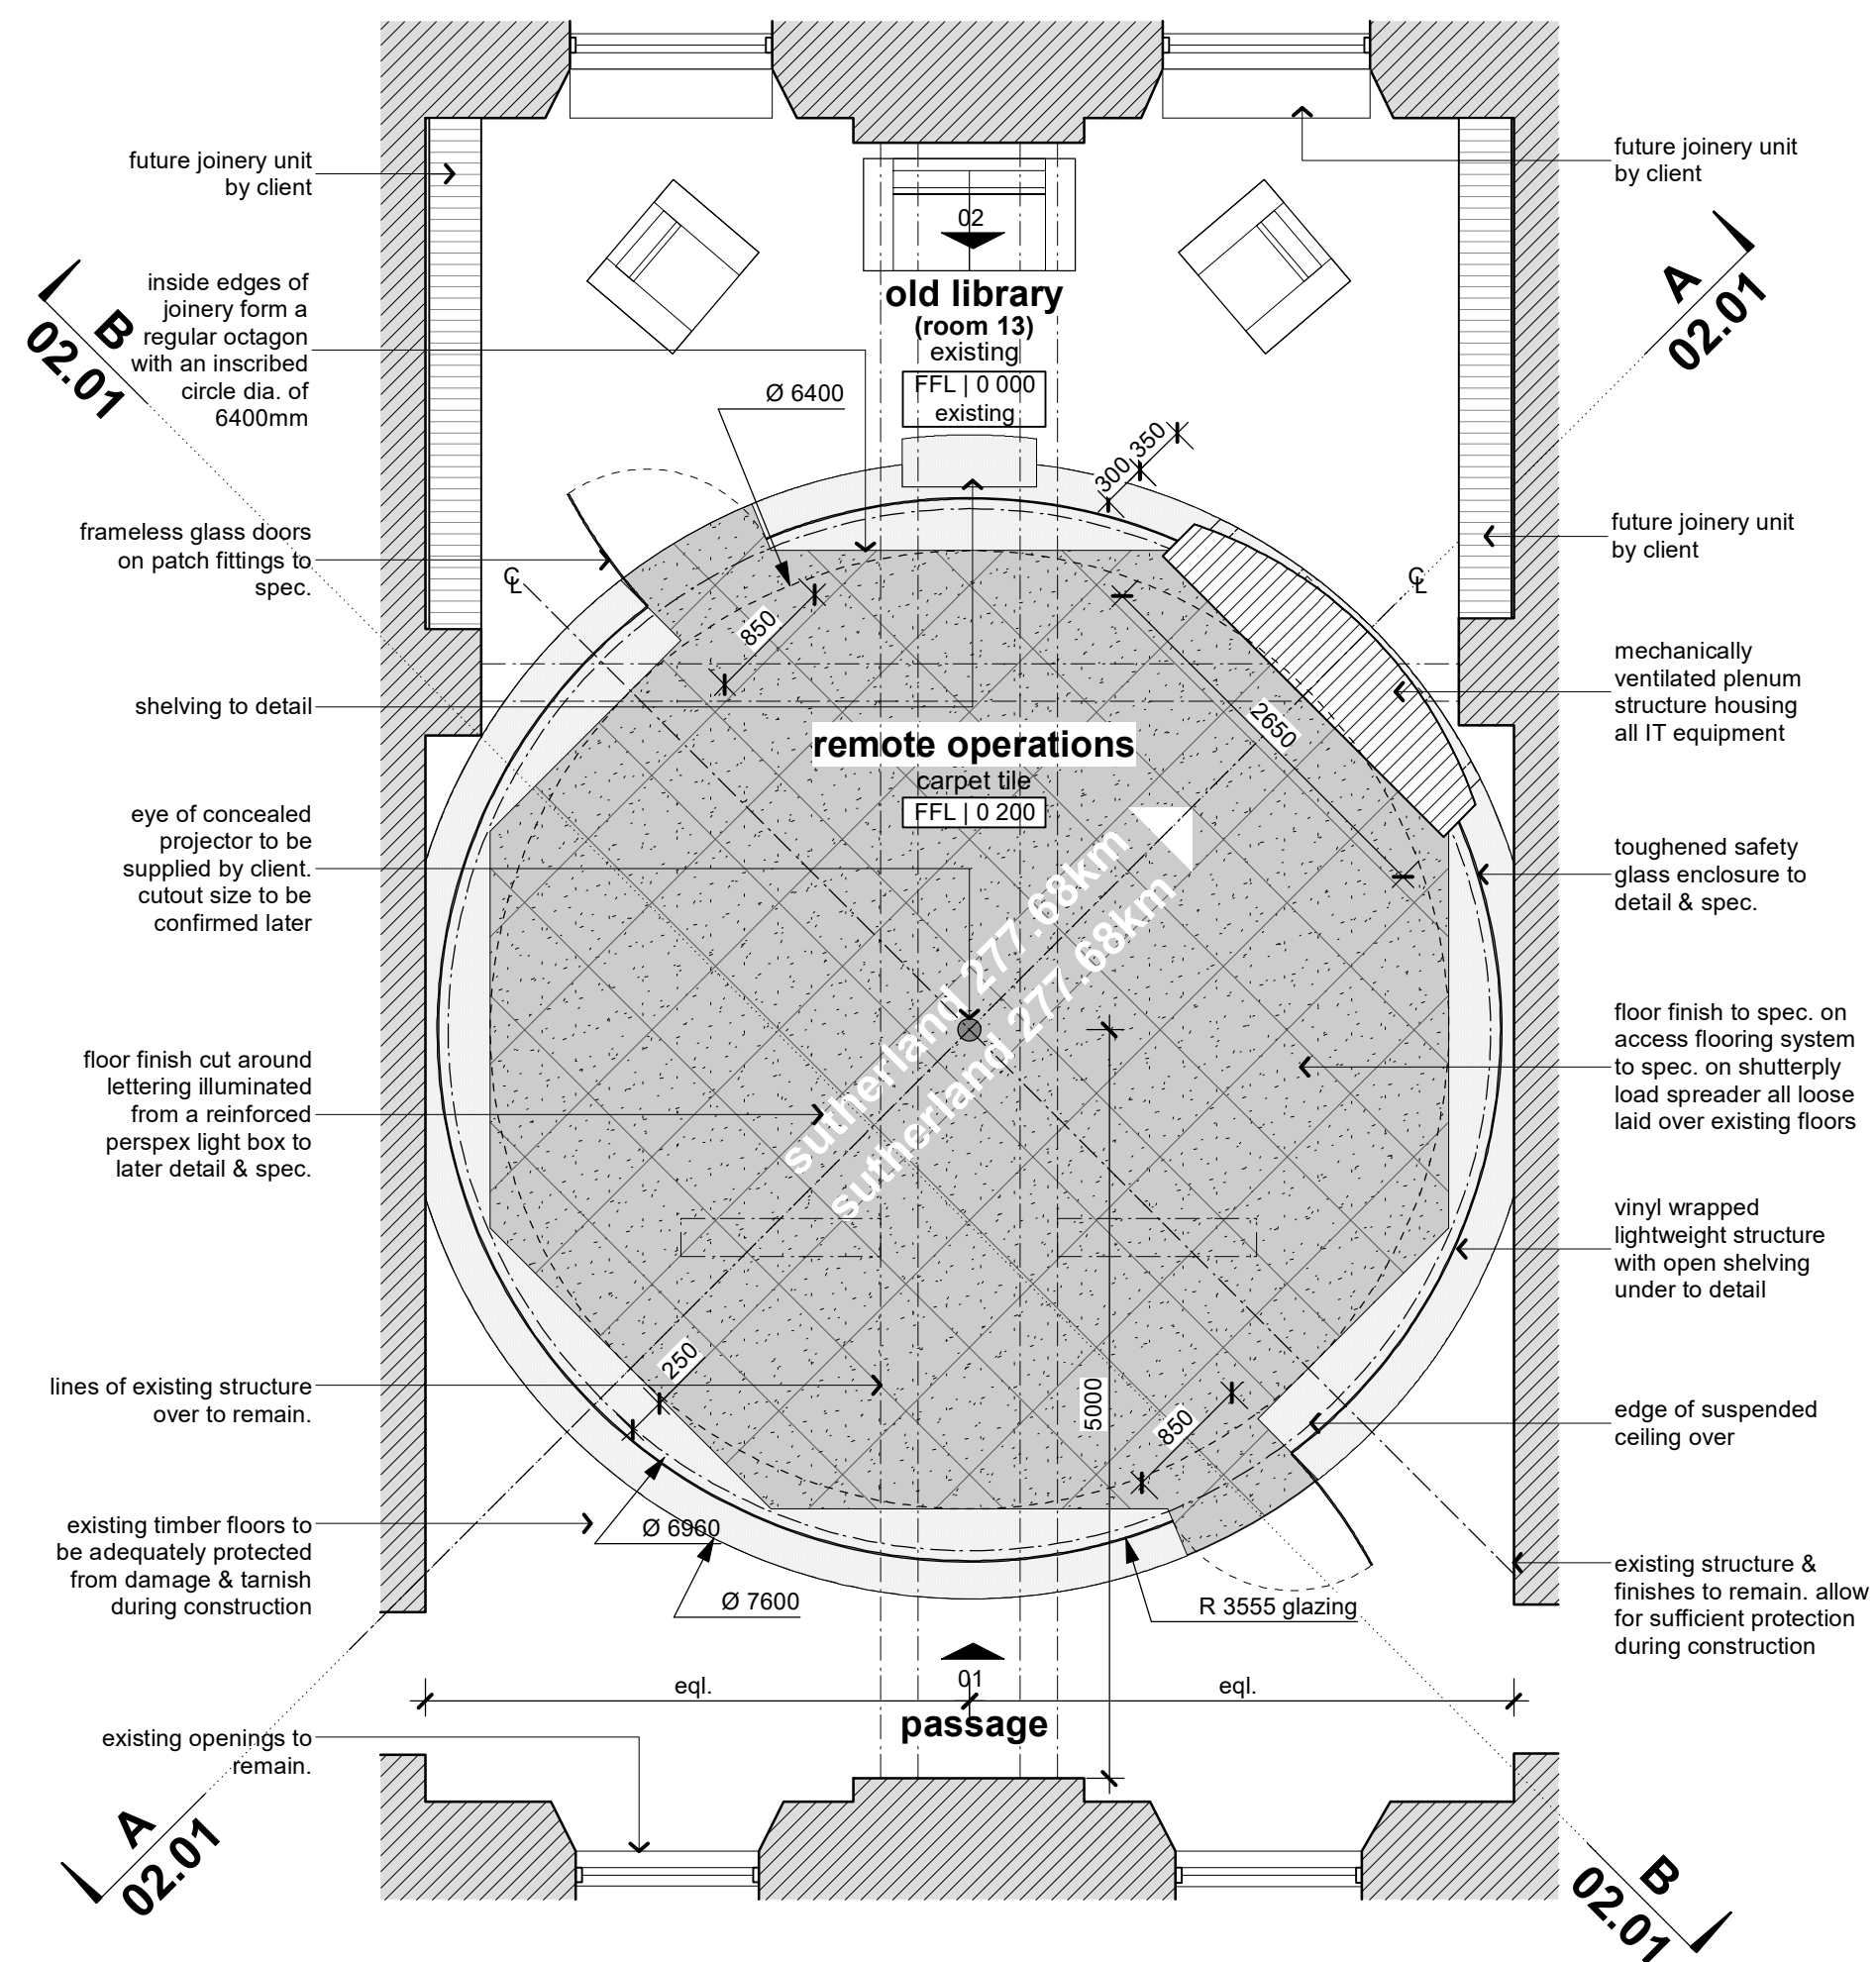 future joinery unit
by client
inside edges of
joinery form a
regular octagon
with an inscribed
circle dia. of
6400mm
frameless glass doors
on patch fittings to
spec.
shelving to detail
eye of concealed
projector to be
supplied by client.
cutout size to be
confirmed later
floor finish cut around
lettering illuminated
from a reinforced
perspex light box to
later detail & spec.
lines of existing structure
over to remain.
existing timber floors to
be adequately protected
from damage & tarnish
during construction
existing openings to
remain.
B
02.01
A
02.01
02
old library
(room 13)
existing
FFL | 0 000
existing
Ø 6400
300
350
850
2650
CL
CL
remote operations
carpet tile
FFL | 0 200
sutherland 277.68km
sutherland 277.68km
250
5000
850
Ø 6960
Ø 7600
R 3555 glazing
01
eql.
eql.
passage
future joinery unit
by client
A
02.01
future joinery unit
by client
mechanically
ventilated plenum
structure housing
all IT equipment
toughened safety
glass enclosure to
detail & spec.
floor finish to spec. on
access flooring system
to spec. on shutterply
load spreader all loose
laid over existing floors
vinyl wrapped
lightweight structure
with open shelving
under to detail
edge of suspended
ceiling over
existing structure &
finishes to remain. allow
for sufficient protection
during construction
B
02.01